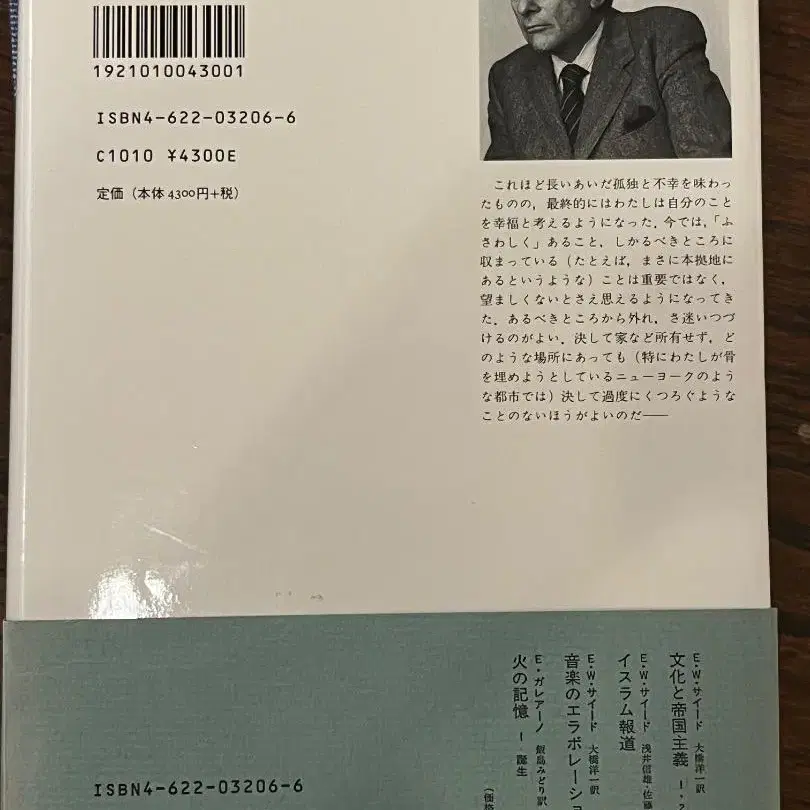 1921010043001
ISBN4-622-03206-6
C1010 ¥4300E
定価（本体4300円+税）
これほど長いあいだ孤独と不幸を味わっ
たものの，最終的にはわたしは自分のこと
を幸福と考えるようになった．今では，「ふ
さわしく」あること，しかるべきところに
収まっている（たとえば，まさに本拠地に
あるというような）ことは重要ではなく，
望ましくないとさえ思えるようになってき
た．あるべきところから外れ，さ迷いつづ
けるのがよい．決して家など所有せず，ど
のような場所にあっても（特にわたしが骨
を埋めようとしているニューヨークのよう
な都市では）決して過度にくつろぐような
ことのないほうがよいのだ——
E・W・サイード 大橋洋一訳
文化と帝国主義 1・
E・W・サイード 浅井信雄・佐藤
イスラム報道
E・W・サイード 大橋洋一訳
音楽のエラボレーショ
E・ガレアーノ 飯島みどり訳
火の記憶 1 誕生
（価格
ISBN4-622-03206-6